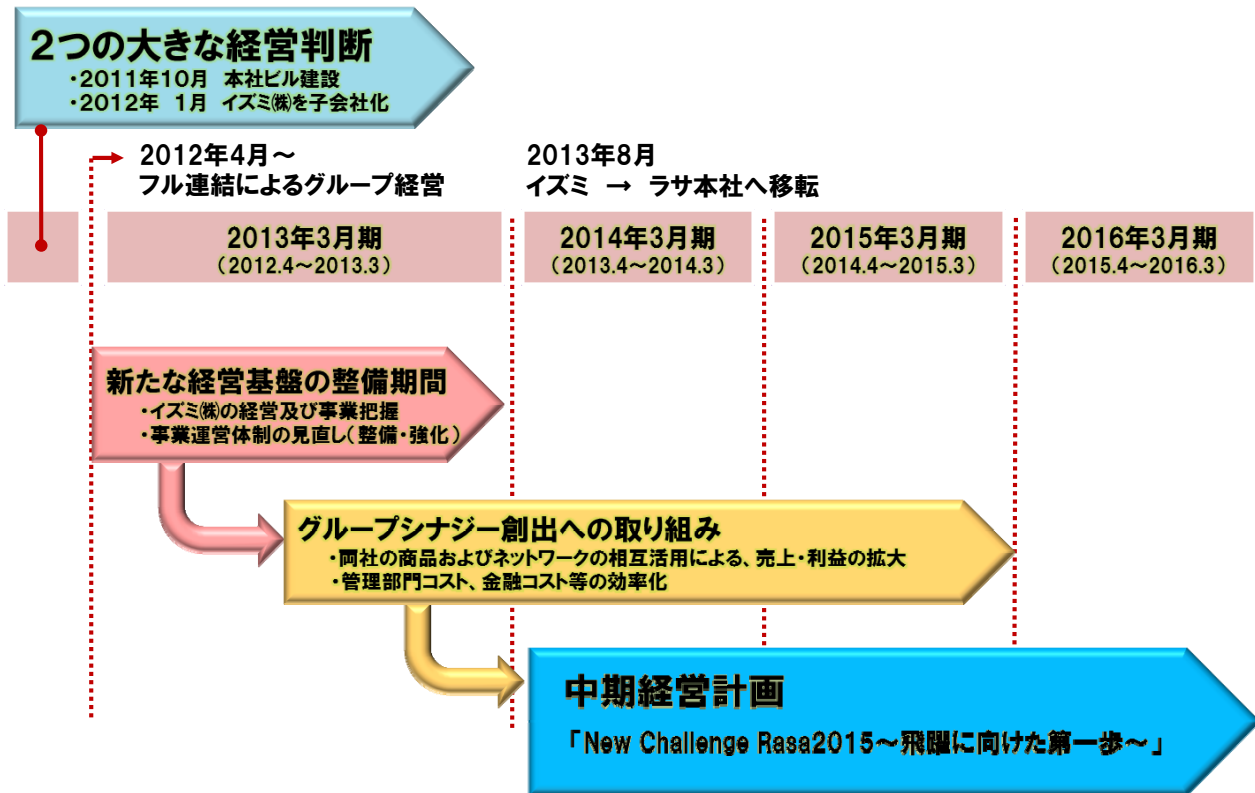 ２つの大きな経営判断
・2011年10月 本社ビル建設
・2012年 1月 イズミ㈱を子会社化
2012年4月～
フル連結によるグループ経営
2013年8月
イズミ → ラサ本社へ移転
2013年3月期
（2012.4～2013.3）
2014年3月期
（2013.4～2014.3）
2015年3月期
（2014.4～2015.3）
2016年3月期
（2015.4～2016.3）
新たな経営基盤の整備期間
・イズミ㈱の経営及び事業把握
・事業運営体制の見直し（整備・強化）
グループシナジー創出への取り組み
・両社の商品およびネットワークの相互活用による、売上・利益の拡大
・管理部門コスト、金融コスト等の効率化
中期経営計画
「New Challenge Rasa2015～飛躍に向けた第一歩～」